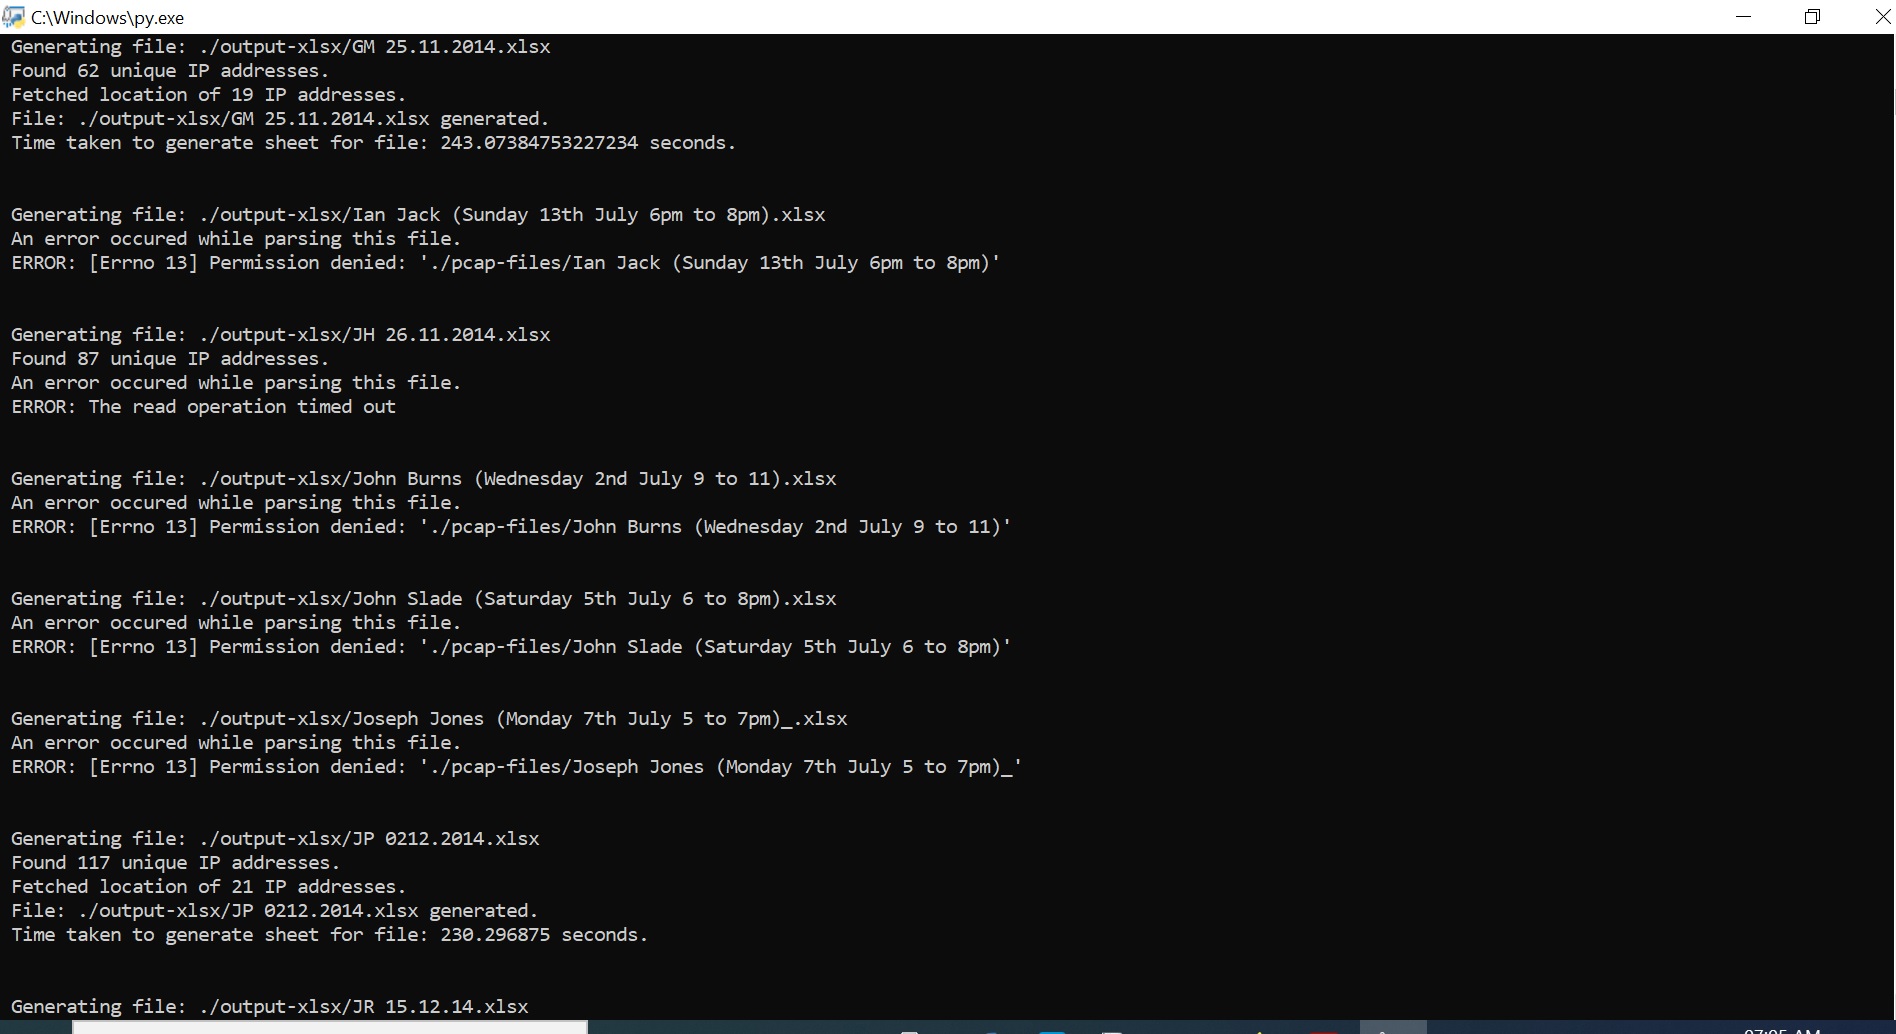 C:\Windows\py.exe
Generating file: ./output-xlsx/GM 25.11.2014.xlsx
Found 62 unique IP addresses.
Fetched location of 19 IP addresses.
File: ./output-xlsx/GM 25.11.2014.xlsx generated.
Time taken to generate sheet for file: 243.07384753227234 seconds.
Generating file: ./output-xlsx/Ian Jack (Sunday 13th July 6pm to 8pm).xlsx
An error occured while parsing this file.
ERROR: [Errno 13] Permission denied: './pcap-files/Ian Jack (Sunday 13th July 6pm to 8pm)'
Generating file: ./output-xlsx/JH 26.11.2014.xlsx
Found 87 unique IP addresses.
An error occured while parsing this file.
ERROR: The read operation timed out
Generating file: ./output-xlsx/John Burns (Wednesday 2nd July 9 to 11).xlsx
An error occured while parsing this file.
ERROR: [Errno 13] Permission denied: './pcap-files/John Burns (Wednesday 2nd July 9 to 11)'
Generating file: ./output-xlsx/John Slade (Saturday 5th July 6 to 8pm).xlsx
An error occured while parsing this file.
ERROR: [Errno 13] Permission denied: './pcap-files/John Slade (Saturday 5th July 6 to 8pm)'
Generating file: ./output-xlsx/Joseph Jones (Monday 7th July 5 to 7pm)_.xlsx
An error occured while parsing this file.
ERROR: [Errno 13] Permission denied: './pcap-files/Joseph Jones (Monday 7th July 5 to 7pm)_'
Generating file: ./output-xlsx/JP 0212.2014.xlsx
Found 117 unique IP addresses.
Fetched location of 21 IP addresses.
File: ./output-xlsx/JP 0212.2014.xlsx generated.
Time taken to generate sheet for file: 230.296875 seconds.
Generating file: ./output-xlsx/JR 15.12.14.xlsx